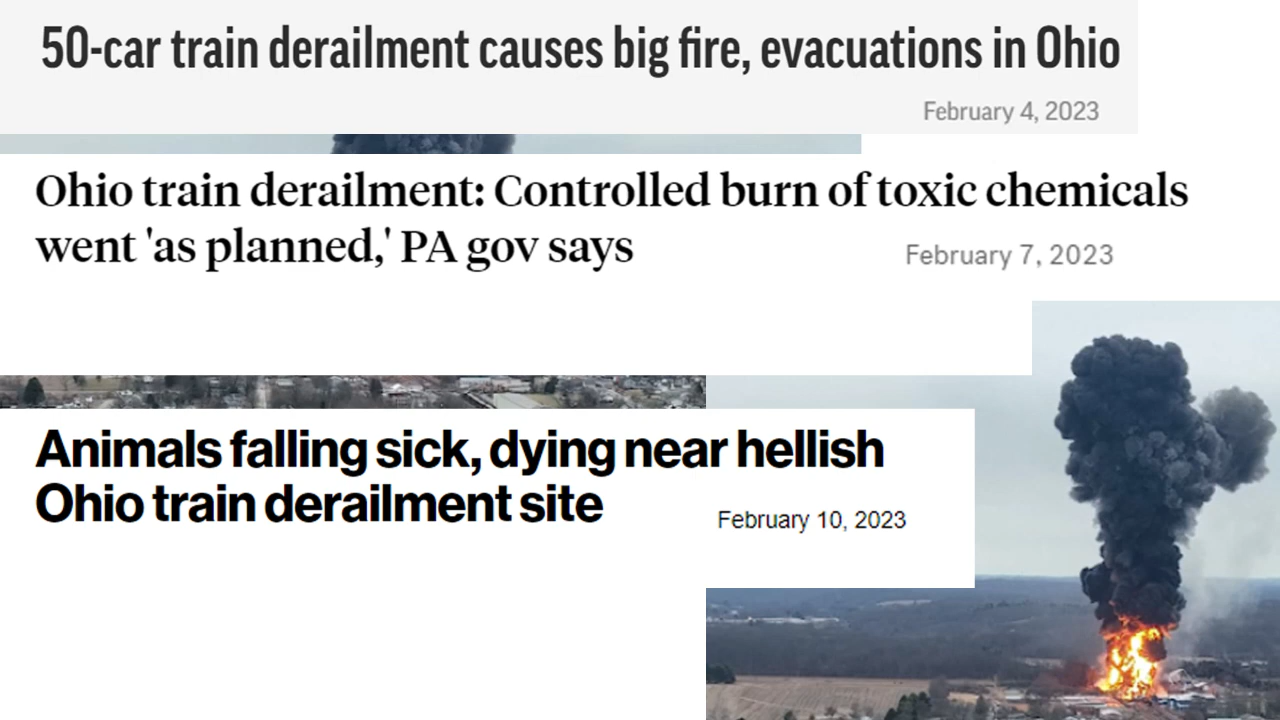 50-car train derailment causes big fire, evacuations in Ohio
February 4, 2023
Ohio train derailment: Controlled burn of toxic chemicals
went 'as planned,' PA gov says
February 7, 2023
Animals falling sick, dying near hellish
Ohio train derailment site
February 10, 2023